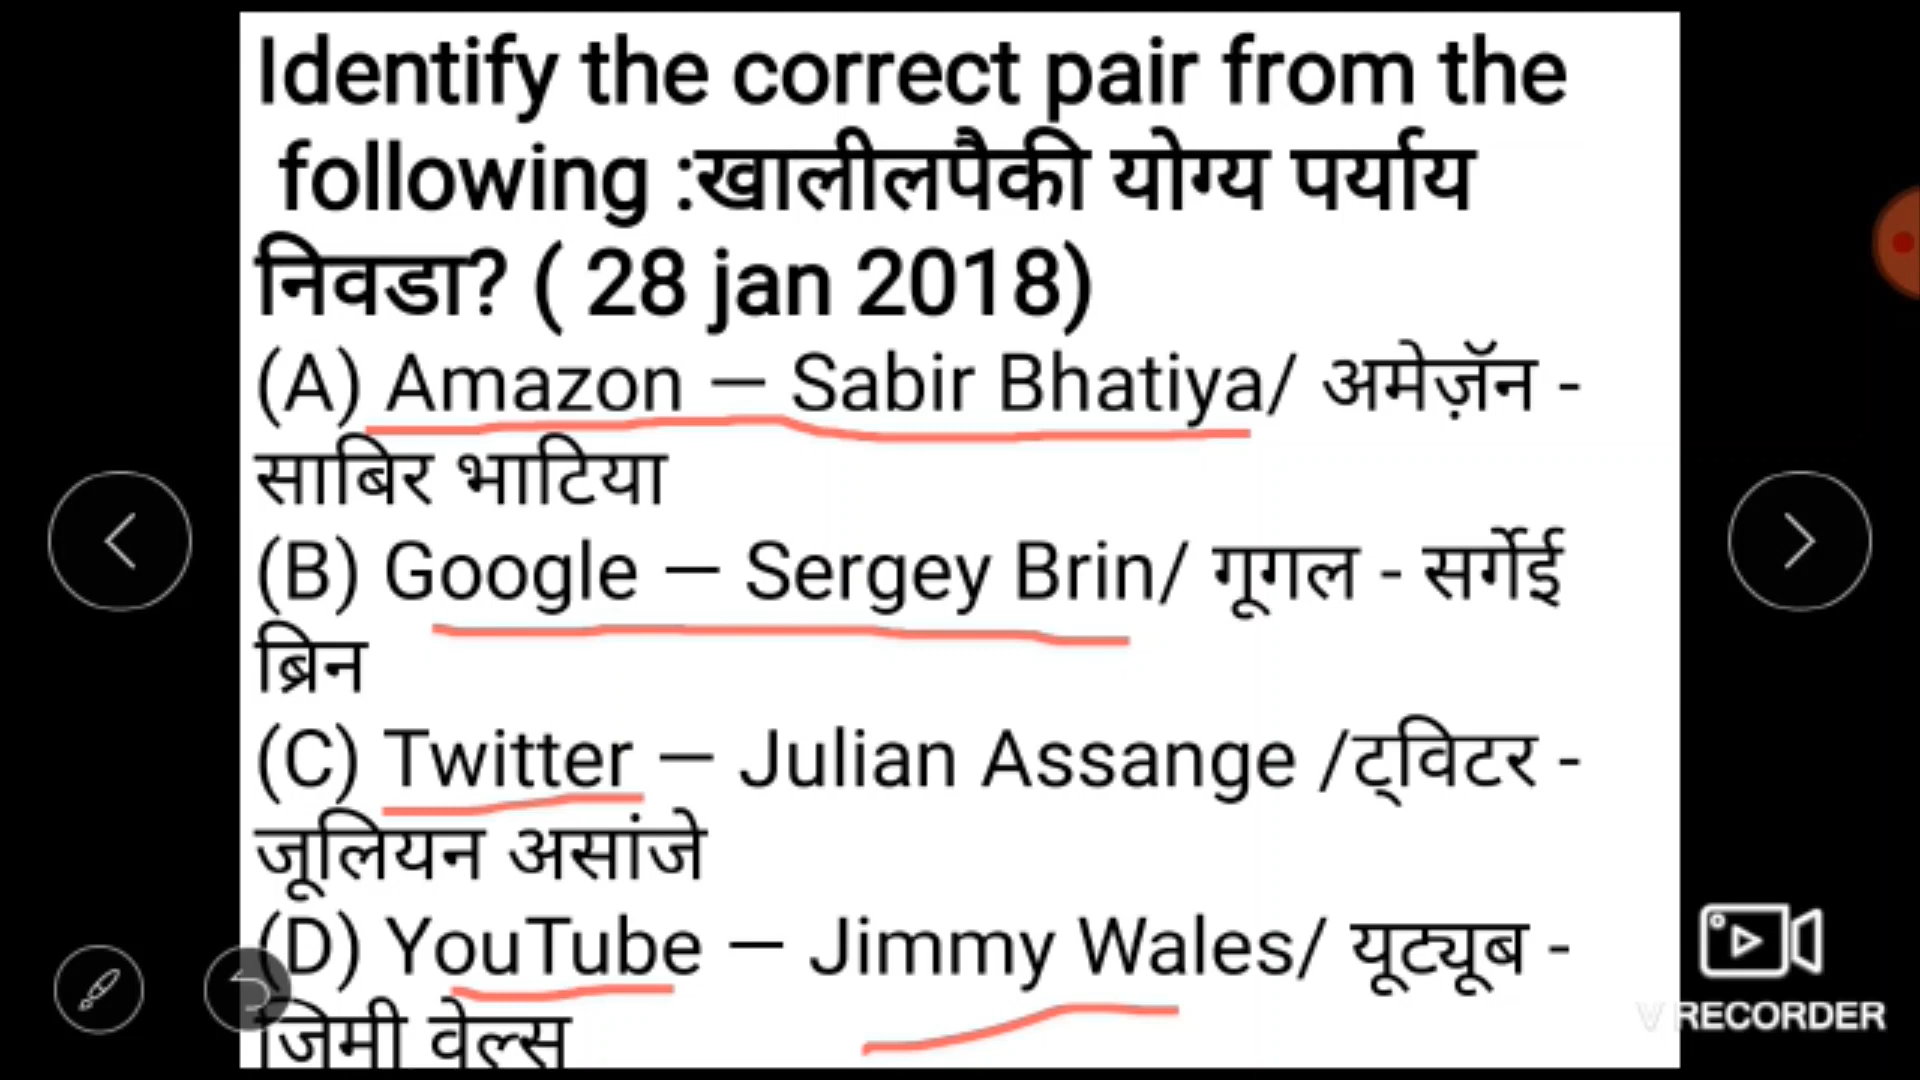 Identify the correct pair from the
following :खालीलपैकी योग्य पर्याय
निवडा? ( 28 jan 2018)
(A) Amazon — Sabir Bhatiya/ अमेज़ॅन -
साबिर भाटिया
(B) Google — Sergey Brin/ गूगल - सर्गेई
ब्रिन
(C) Twitter — Julian Assange /ट्विटर -
जूलियन असांजे
(D) YouTube — Jimmy Wales/ यूट्यूब -
जिमी वेल्स
V RECORDER